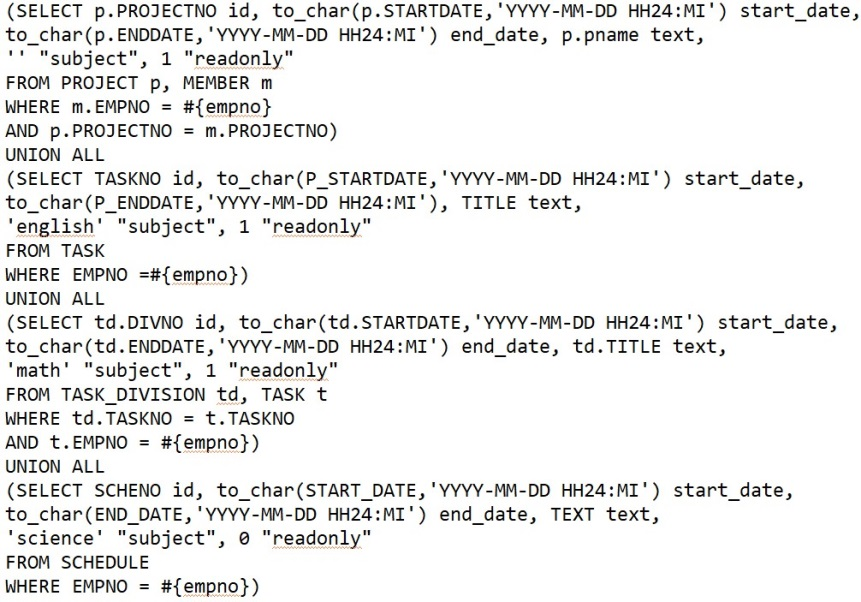 (SELECT p.PROJECTNO id, to_char(p.STARTDATE,'YYYY-MM-DD HH24:MI') start_date,
to_char(p.ENDDATE,'YYYY-MM-DD HH24:MI') end_date, p.pname text,
'' "subject", 1 "readonly"
FROM PROJECT p, MEMBER m
WHERE m.EMPNO = #{empno}
AND p.PROJECTNO = m.PROJECTNO)
UNION ALL
(SELECT TASKNO id, to_char(P_STARTDATE,'YYYY-MM-DD HH24:MI') start_date,
to_char(P_ENDDATE,'YYYY-MM-DD HH24:MI'), TITLE text,
'english' "subject", 1 "readonly"
FROM TASK
WHERE EMPNO =#{empno})
UNION ALL
(SELECT td.DIVNO id, to_char(td.STARTDATE,'YYYY-MM-DD HH24:MI') start_date,
to_char(td.ENDDATE,'YYYY-MM-DD HH24:MI') end_date, td.TITLE text,
'math' "subject", 1 "readonly"
FROM TASK_DIVISION td, TASK t
WHERE td.TASKNO = t.TASKNO
AND t.EMPNO = #{empno})
UNION ALL
(SELECT SCHENO id, to_char(START_DATE,'YYYY-MM-DD HH24:MI') start_date,
to_char(END_DATE,'YYYY-MM-DD HH24:MI') end_date, TEXT text,
'science' "subject", 0 "readonly"
FROM SCHEDULE
WHERE EMPNO = #{empno})